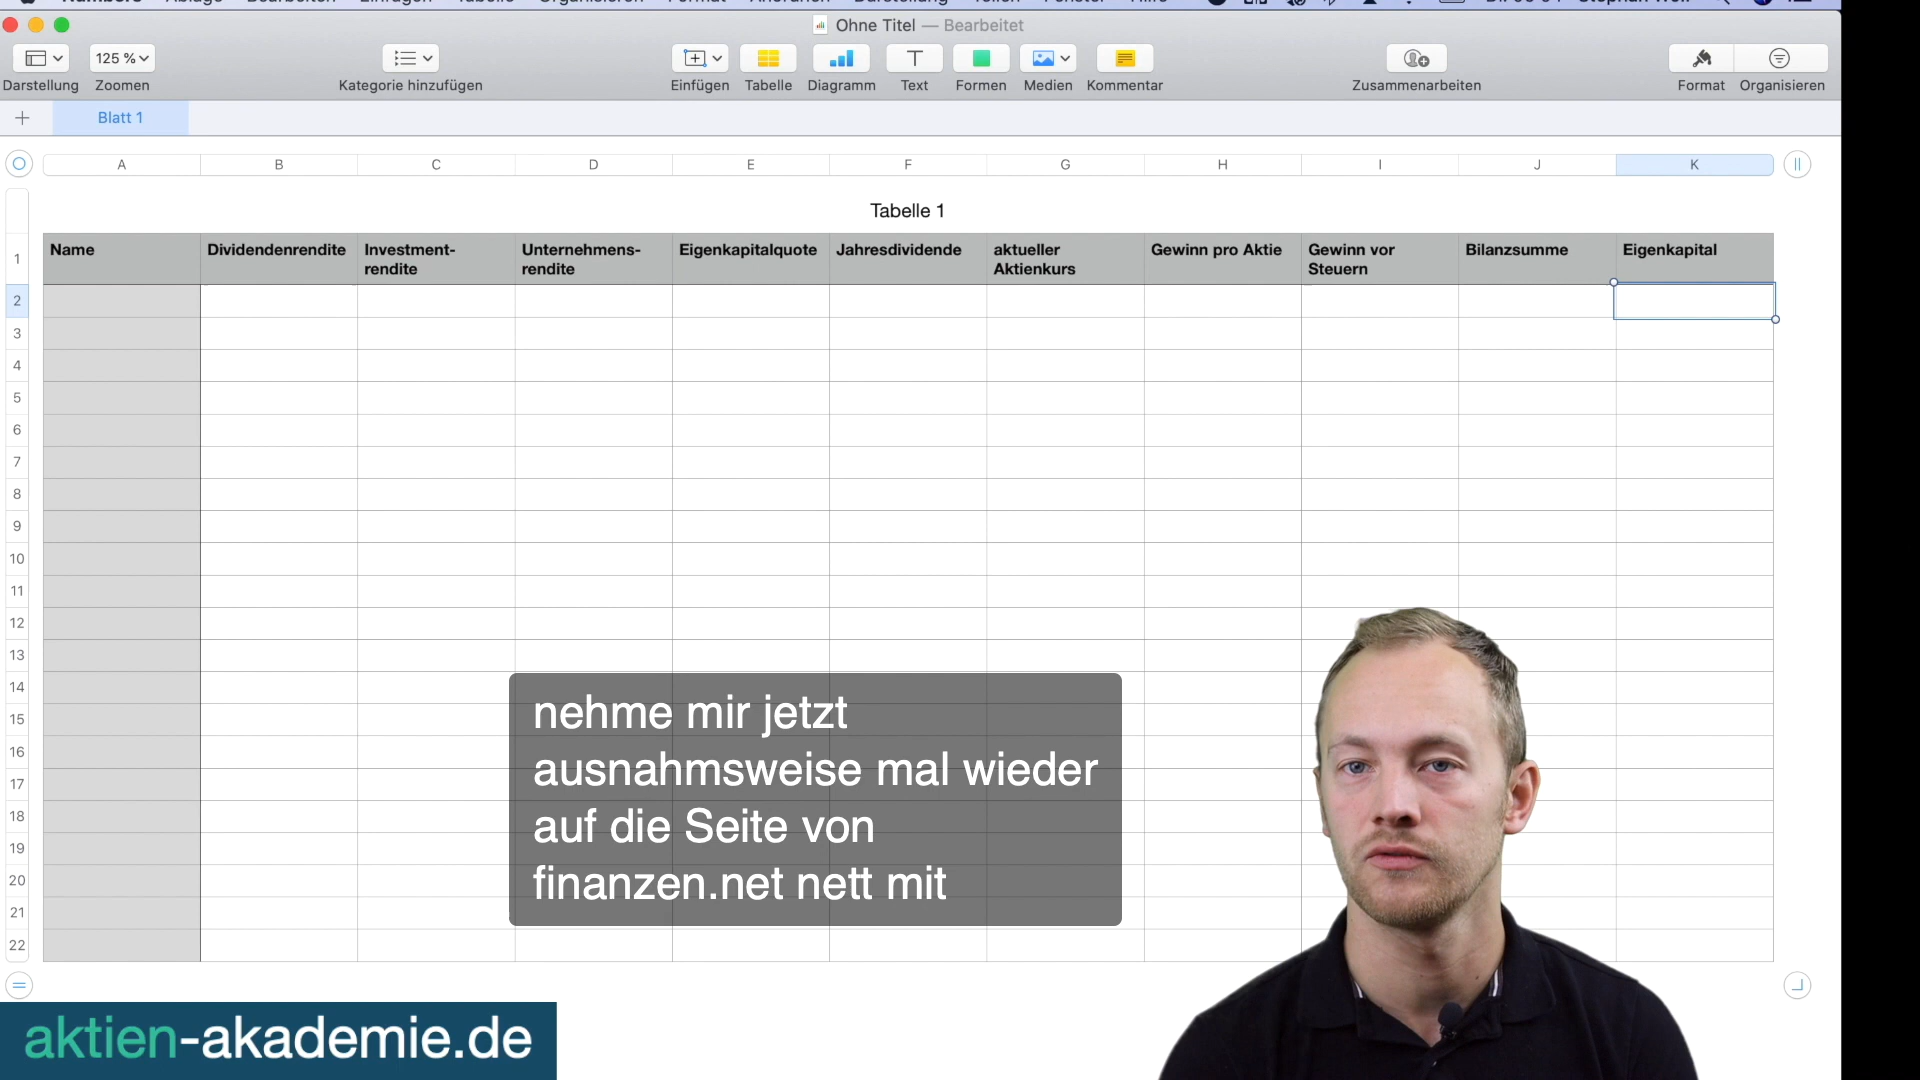 Ohne Titel — Bearbeitet
125 %
Darstellung Zoomen Kategorie hinzufügen Einfügen Tabelle Diagramm Text Formen Medien Kommentar Zusammenarbeiten Format Organisieren
Blatt 1
A B C D E F G H I J K
Tabelle 1
Name Dividendenrendite Investment- Unternehmens- Eigenkapitalquote Jahresdividende aktueller Gewinn pro Aktie Gewinn vor Bilanzsumme Eigenkapital
rendite rendite Aktienkurs Steuern
1
2
3
4
5
6
7
8
9
10
11
12
13
14
15
16
17
18
19
20
21
22
nehme mir jetzt
ausnahmsweise mal wieder
auf die Seite von
finanzen.net nett mit
aktien-akademie.de